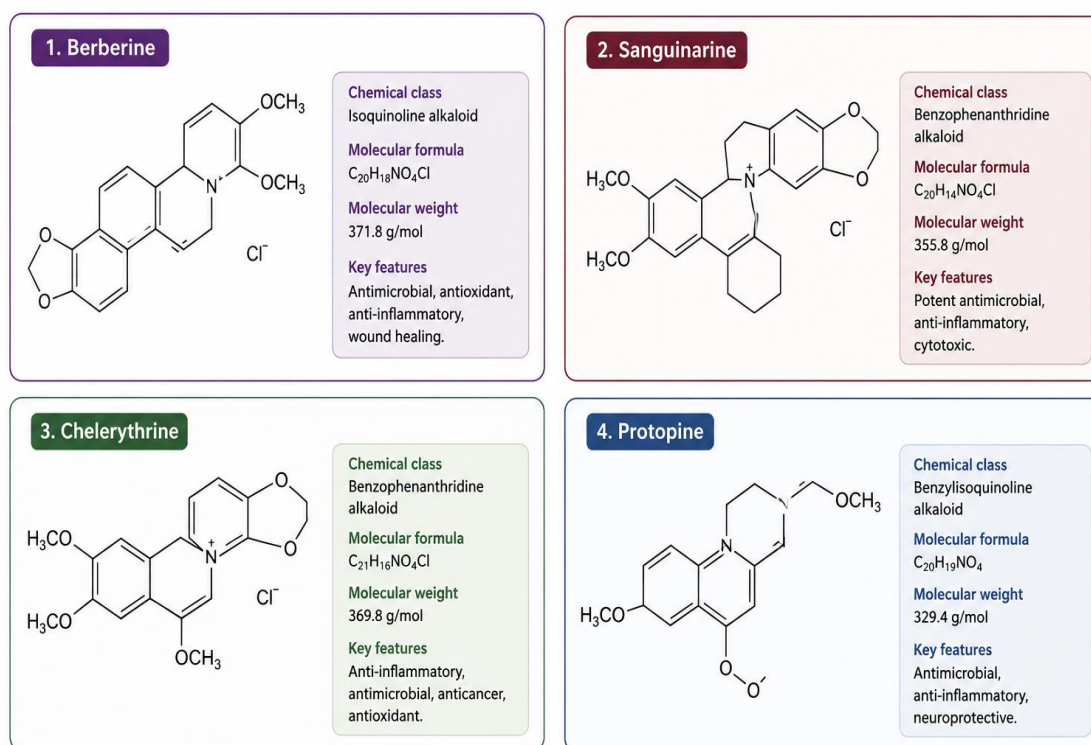 1. Berberine
OCH₃
N⁺
OCH₃
O
O
Cl⁻
Chemical class
Isoquinoline alkaloid
Molecular formula
C₂₀H₁₈NO₄Cl
Molecular weight
371.8 g/mol
Key features
Antimicrobial, antioxidant,
anti-inflammatory,
wound healing.
2. Sanguinarine
O
O
N⁺
H₃CO
H₃CO
Cl⁻
Chemical class
Benzophenanthridine
alkaloid
Molecular formula
C₂₀H₁₄NO₄Cl
Molecular weight
355.8 g/mol
Key features
Potent antimicrobial,
anti-inflammatory,
cytotoxic.
3. Chelerythrine
O
O
N⁺
H₃CO
H₃CO
OCH₃
Cl⁻
Chemical class
Benzophenanthridine
alkaloid
Molecular formula
C₂₁H₁₆NO₄Cl
Molecular weight
369.8 g/mol
Key features
Anti-inflammatory,
antimicrobial, anticancer,
antioxidant.
4. Protopine
OCH₃
N
H₃CO
O
O
Chemical class
Benzylisoquinoline
alkaloid
Molecular formula
C₂₀H₁₉NO₄
Molecular weight
329.4 g/mol
Key features
Antimicrobial,
anti-inflammatory,
neuroprotective.